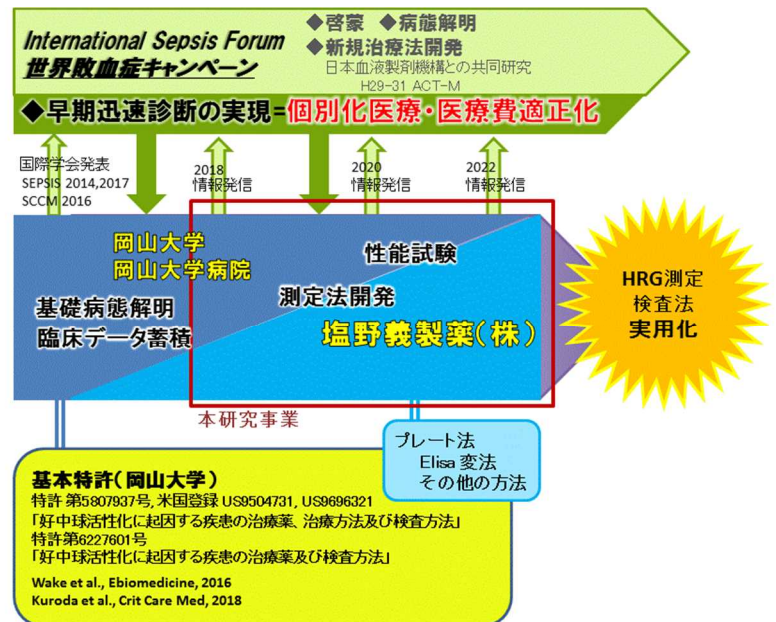 International Sepsis Forum
世界敗血症キャンペーン
◆啓蒙 ◆病態解明
◆新規治療法開発
日本血液製剤機構との共同研究
H29-31 ACT-M
◆早期迅速診断の実現=個別化医療・医療費適正化
国際学会発表
SEPSIS 2014,2017
SCCM 2016
2018
情報発信
2020
情報発信
2022
情報発信
岡山大学
岡山大学病院
基礎病態解明
臨床データ蓄積
性能試験
測定法開発
塩野義製薬(株)
HRG測定
検査法
実用化
本研究事業
プレート法
Elisa 変法
その他の方法
基本特許(岡山大学)
特許 第5807937号, 米国登録 US9504731, US9696321
「好中球活性化に起因する疾患の治療薬、治療方法及び検査方法」
特許第6227601号
「好中球活性化に起因する疾患の治療薬及び検査方法」
Wake et al., Ebiomedicine, 2016
Kuroda et al., Crit Care Med, 2018